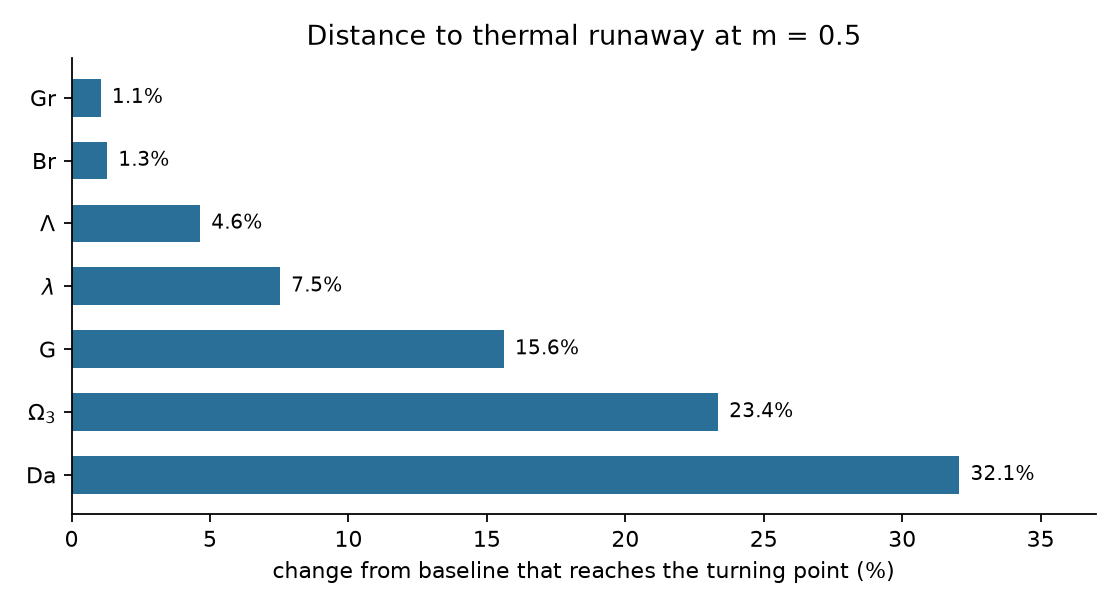 Distance to thermal runaway at m = 0.5
Gr 1.1%
Br 1.3%
Λ 4.6%
λ 7.5%
G 15.6%
Ω₃ 23.4%
Da 32.1%
0 5 10 15 20 25 30 35
change from baseline that reaches the turning point (%)